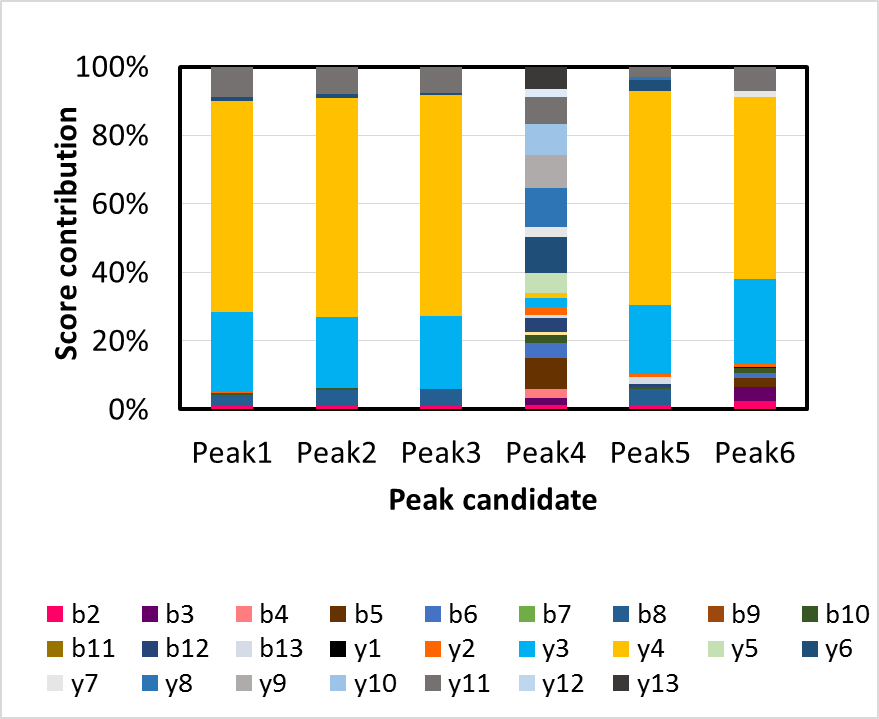 100%
80%
60%
40%
20%
0%
Score contribution
Peak1 Peak2 Peak3 Peak4 Peak5 Peak6
Peak candidate
b2 b3 b4 b5 b6 b7 b8 b9 b10
b11 b12 b13 y1 y2 y3 y4 y5 y6
y7 y8 y9 y10 y11 y12 y13